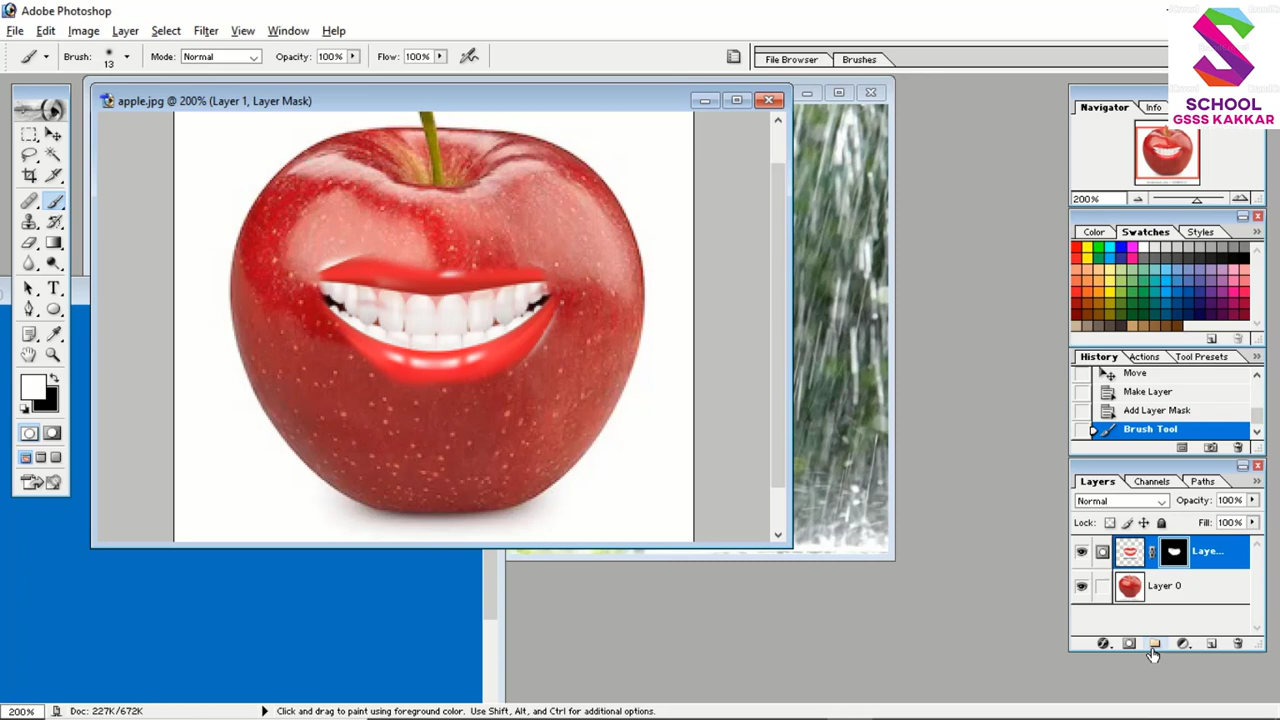 Adobe Photoshop
File Edit Image Layer Select Filter View Window Help
Brush: 13 Mode: Normal Opacity: 100% Flow: 100% File Browser Brushes
SCHOOL
GSSS KAKKAR
apple.jpg @ 200% (Layer 1, Layer Mask)
Navigator Info
200%
Color Swatches Styles
History Actions Tool Presets
Move
Make Layer
Add Layer Mask
Brush Tool
Layers Channels Paths
Normal Opacity: 100%
Lock: Fill: 100%
Laye...
Layer 0
200% Doc: 227K/672K Click and drag to paint using foreground color. Use Shift, Alt, and Ctrl for additional options.